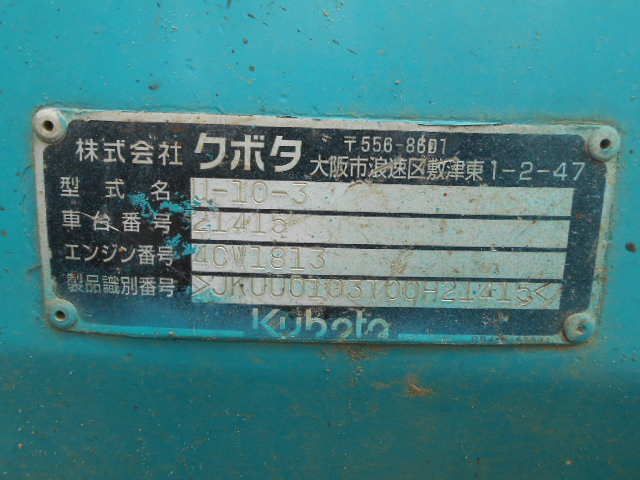 株式会社 クボタ 〒556-8601
大阪市浪速区敷津東1-2-47
型式名 U-10-3
車台番号 21415
エンジン番号 4CW1813
製品識別番号 >JKUU0103T00H21415<
Kubota